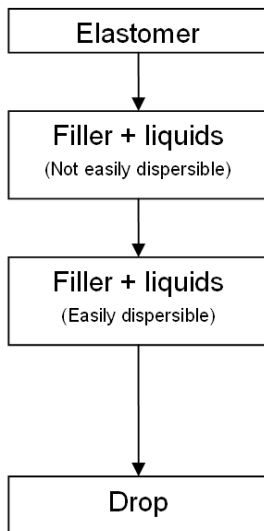 Elastomer
Filler + liquids
(Not easily dispersible)
Filler + liquids
(Easily dispersible)
Drop